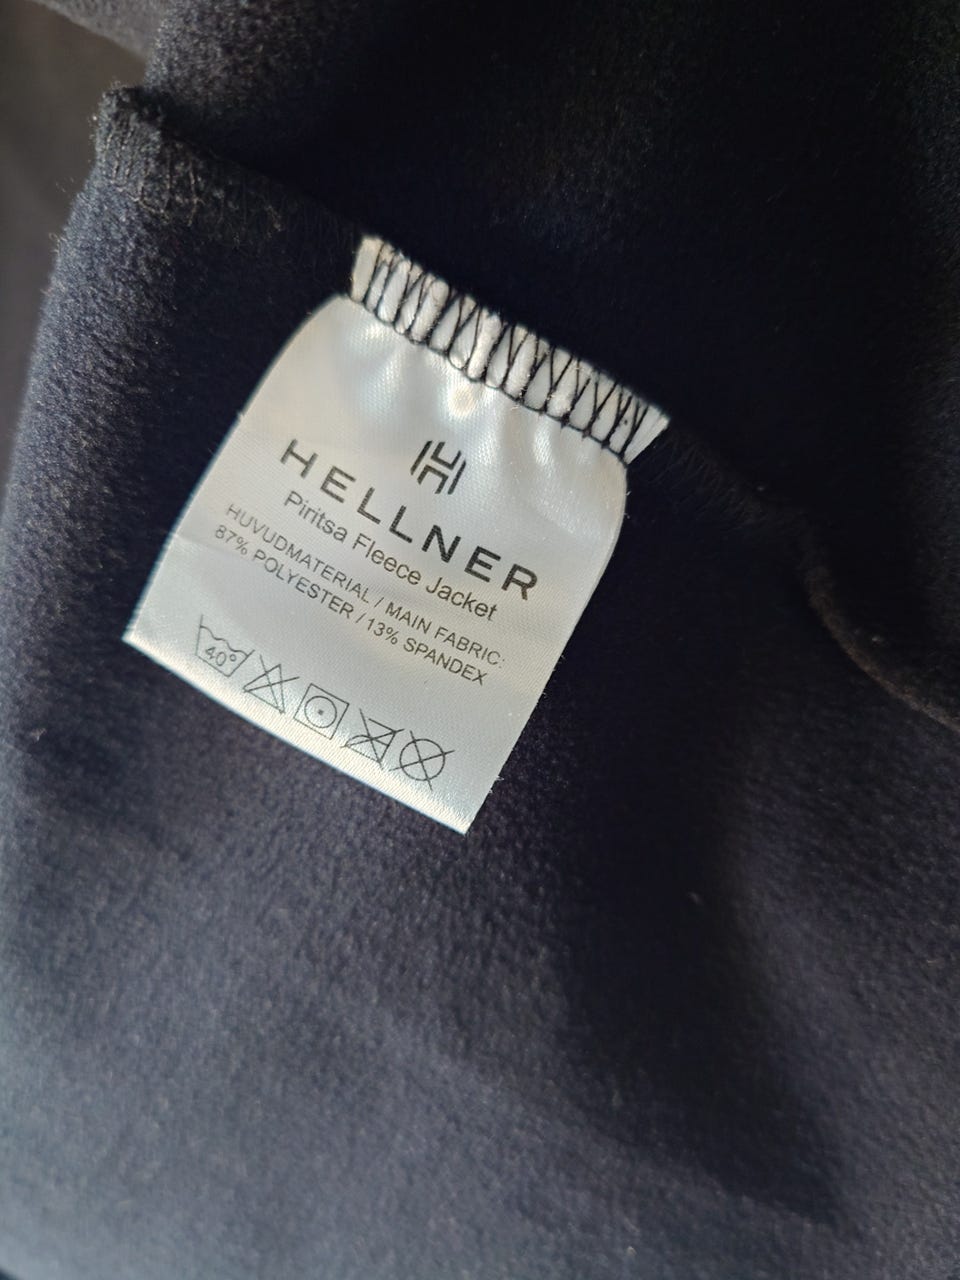 HELLNER
Piritsa Fleece Jacket
HUVUDMATERIAL / MAIN FABRIC:
87% POLYESTER / 13% SPANDEX
40°